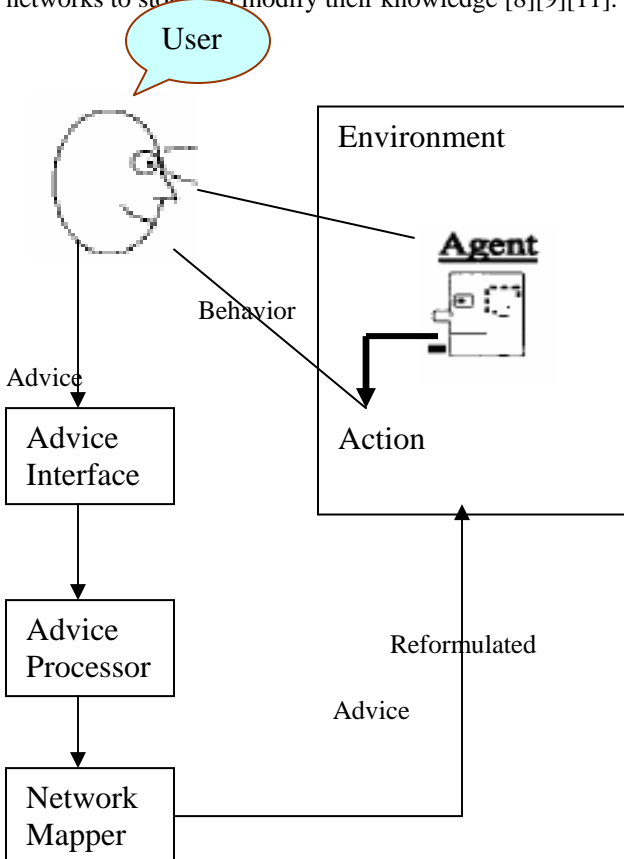 networks to modify their knowledge [8][9][11].
User
Environment
Agent
Behavior
Advice
Action
Advice
Interface
Advice
Processor
Reformulated
Advice
Network
Mapper